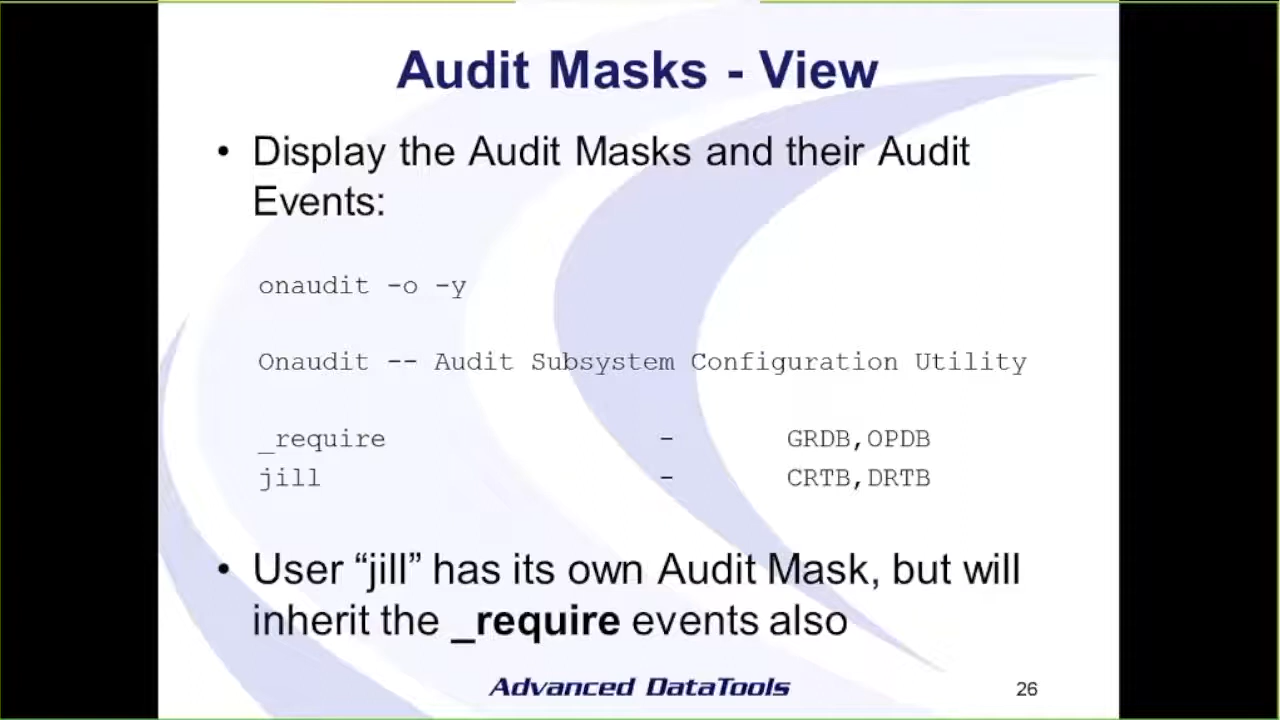 Audit Masks - View
• Display the Audit Masks and their Audit
Events:
onaudit -o -y
Onaudit -- Audit Subsystem Configuration Utility
_require - GRDB,OPDB
jill - CRTB,DRTB
• User “jill” has its own Audit Mask, but will
inherit the _require events also
Advanced DataTools
26